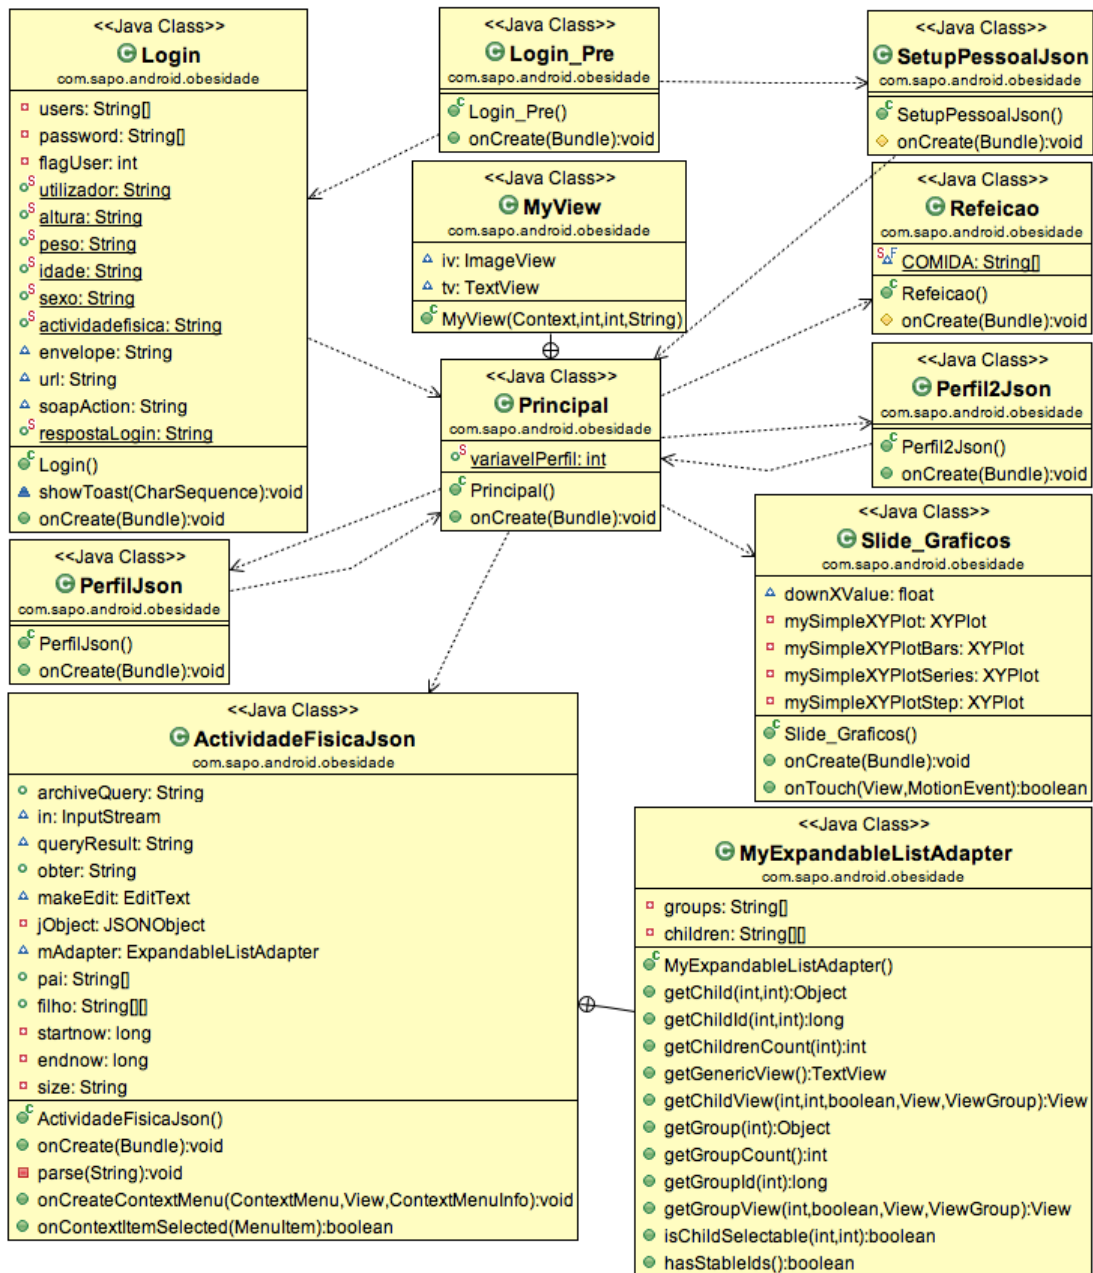 <<Java Class>>
Login
com.sapo.android.obesidade
users: String[]
password: String[]
flagUser: int
utilizador: String
altura: String
peso: String
idade: String
sexo: String
actividadefisica: String
envelope: String
url: String
soapAction: String
respostaLogin: String
Login()
showToast(CharSequence):void
onCreate(Bundle):void
<<Java Class>>
Login_Pre
com.sapo.android.obesidade
Login_Pre()
onCreate(Bundle):void
<<Java Class>>
SetupPessoalJson
com.sapo.android.obesidade
SetupPessoalJson()
onCreate(Bundle):void
<<Java Class>>
MyView
com.sapo.android.obesidade
iv: ImageView
tv: TextView
MyView(Context,int,int,String)
<<Java Class>>
Refeicao
com.sapo.android.obesidade
COMIDA: String[]
Refeicao()
onCreate(Bundle):void
<<Java Class>>
Principal
com.sapo.android.obesidade
variavelPerfil: int
Principal()
onCreate(Bundle):void
<<Java Class>>
Perfil2Json
com.sapo.android.obesidade
Perfil2Json()
onCreate(Bundle):void
<<Java Class>>
PerfilJson
com.sapo.android.obesidade
PerfilJson()
onCreate(Bundle):void
<<Java Class>>
Slide_Graficos
com.sapo.android.obesidade
downXValue: float
mySimpleXYPlot: XYPlot
mySimpleXYPlotBars: XYPlot
mySimpleXYPlotSeries: XYPlot
mySimpleXYPlotStep: XYPlot
Slide_Graficos()
onCreate(Bundle):void
onTouch(View,MotionEvent):boolean
<<Java Class>>
ActividadeFisicaJson
com.sapo.android.obesidade
archiveQuery: String
in: InputStream
queryResult: String
obter: String
makeEdit: EditText
jObject: JSONObject
mAdapter: ExpandableListAdapter
pai: String[]
filho: String[][]
startnow: long
endnow: long
size: String
ActividadeFisicaJson()
onCreate(Bundle):void
parse(String):void
onCreateContextMenu(ContextMenu,View,ContextMenuInfo):void
onContextItemSelected(MenuItem):boolean
<<Java Class>>
MyExpandableListAdapter
com.sapo.android.obesidade
groups: String[]
children: String[][]
MyExpandableListAdapter()
getChild(int,int):Object
getChildId(int,int):long
getChildrenCount(int):int
getGenericView():TextView
getChildView(int,int,boolean,View,ViewGroup):View
getGroup(int):Object
getGroupCount():int
getGroupId(int):long
getGroupView(int,boolean,View,ViewGroup):View
isChildSelectable(int,int):boolean
hasStableIds():boolean